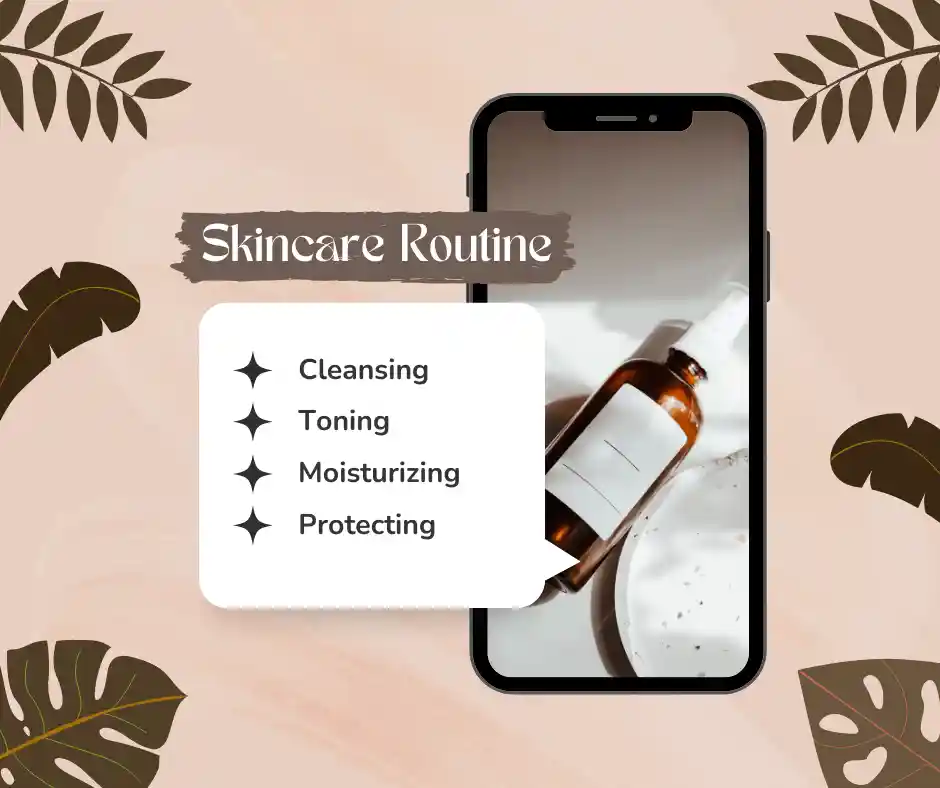 Skincare Routine
Cleansing
Toning
Moisturizing
Protecting